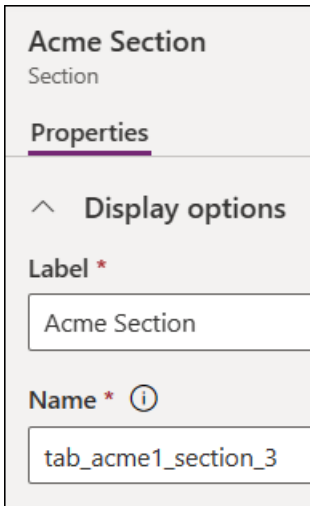 Acme Section
Section
Properties
Display options
Label *
Acme Section
Name *
tab_acme1_section_3